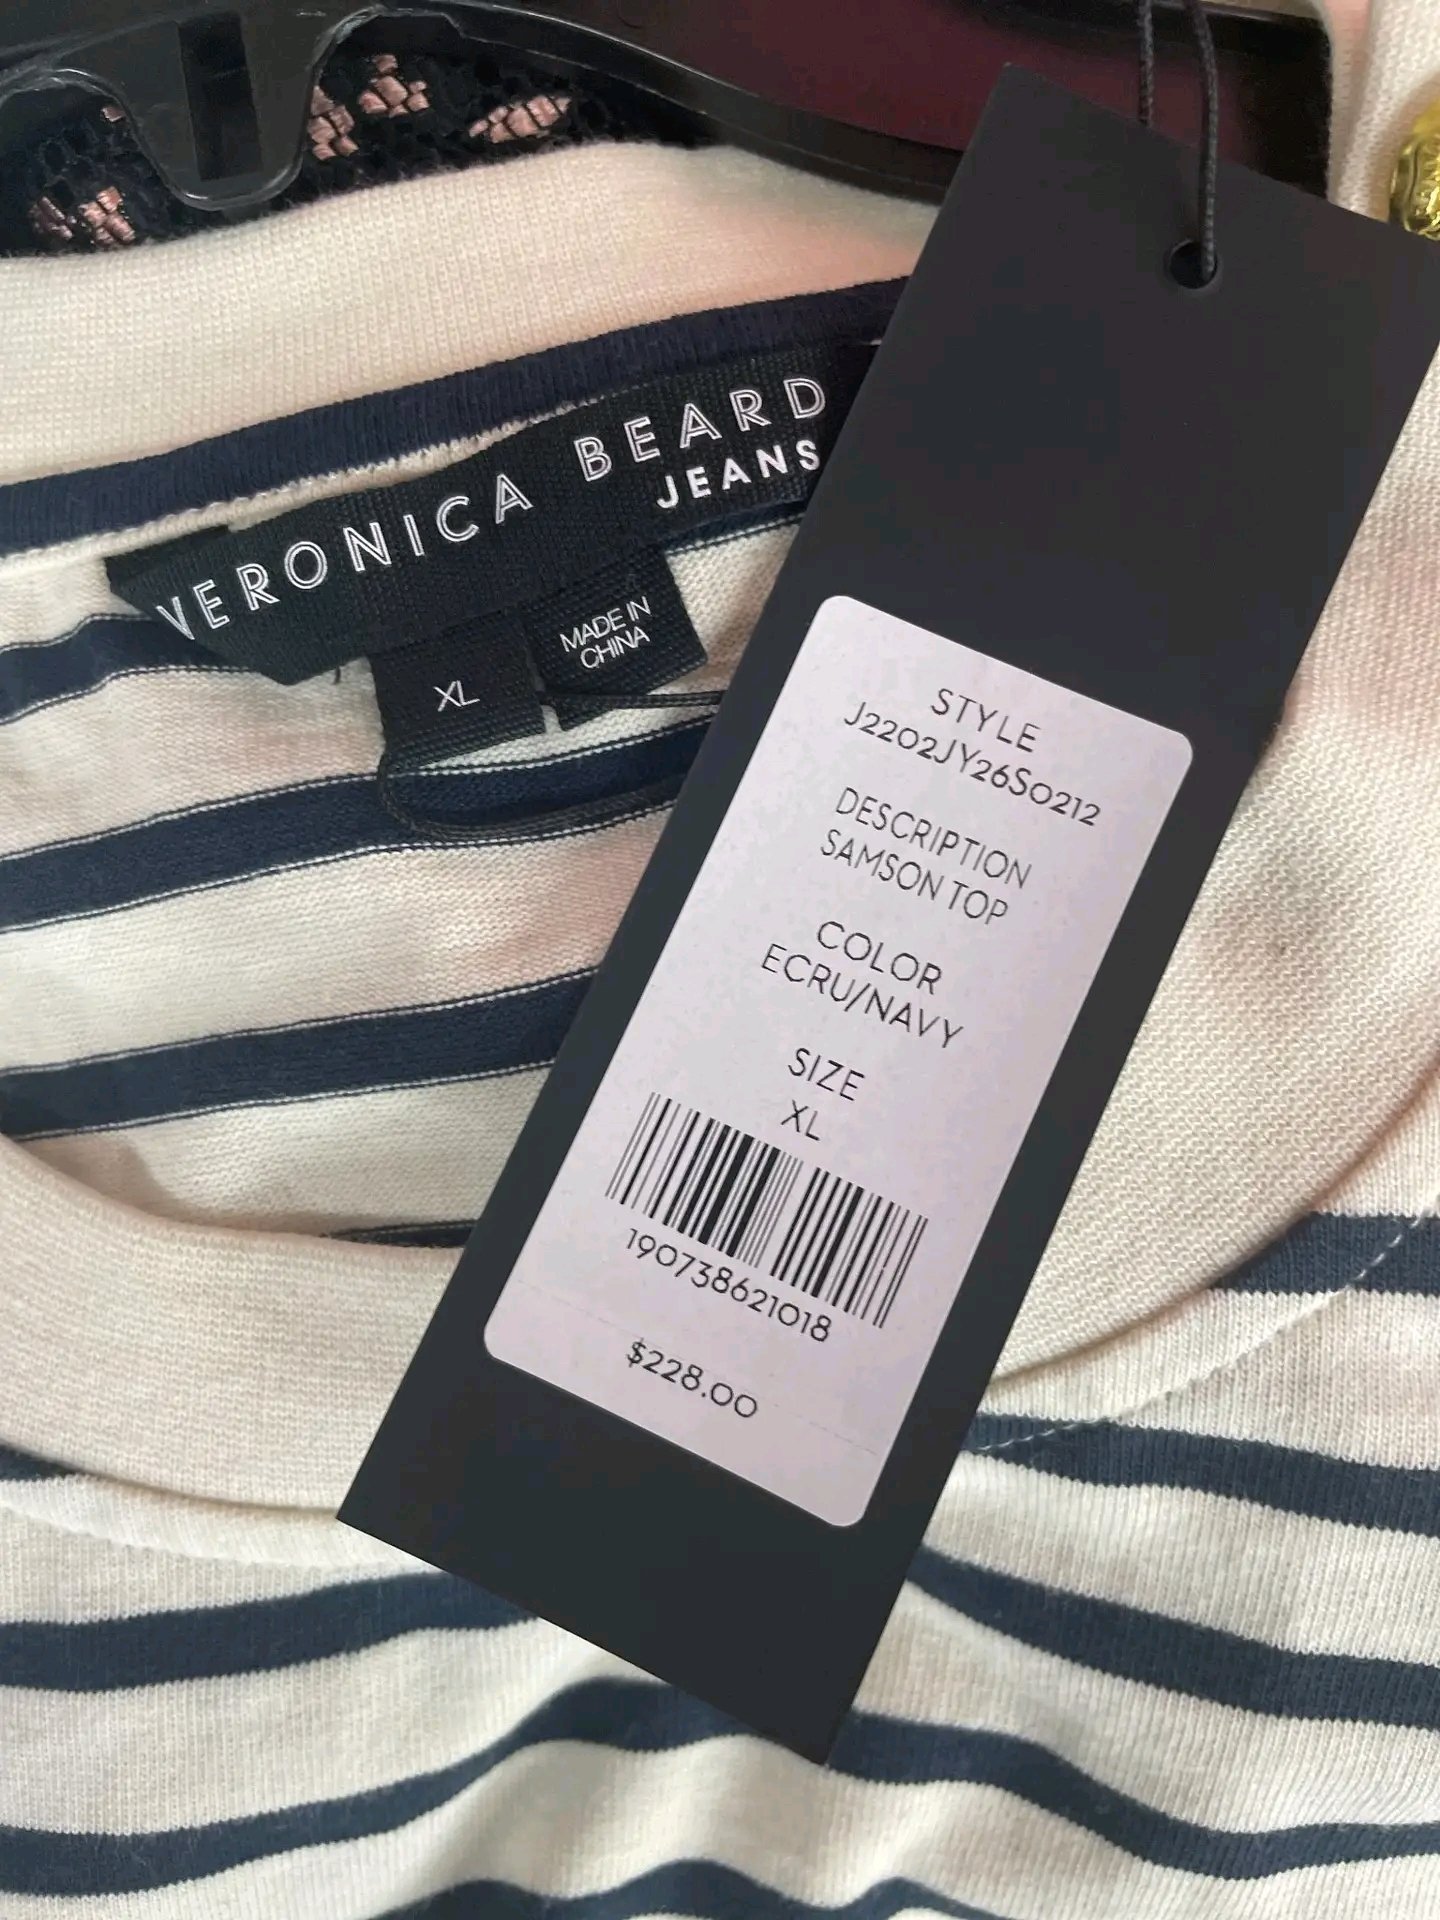 VERONICA BEARD
JEANS
XL
MADE IN
CHINA
STYLE
J2202JY26S0212
DESCRIPTION
SAMSON TOP
COLOR
ECRU/NAVY
SIZE
XL
190738621018
$228.00